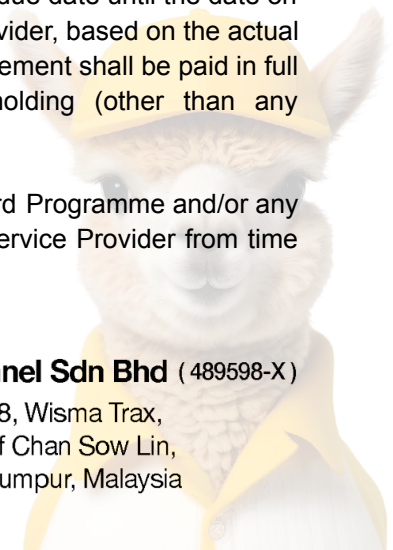 due date until the date on
vider, based on the actual
ement shall be paid in full
holding (other than any
rd Programme and/or any
ervice Provider from time
nnel Sdn Bhd (489598-X)
8, Wisma Trax,
f Chan Sow Lin,
umpur, Malaysia